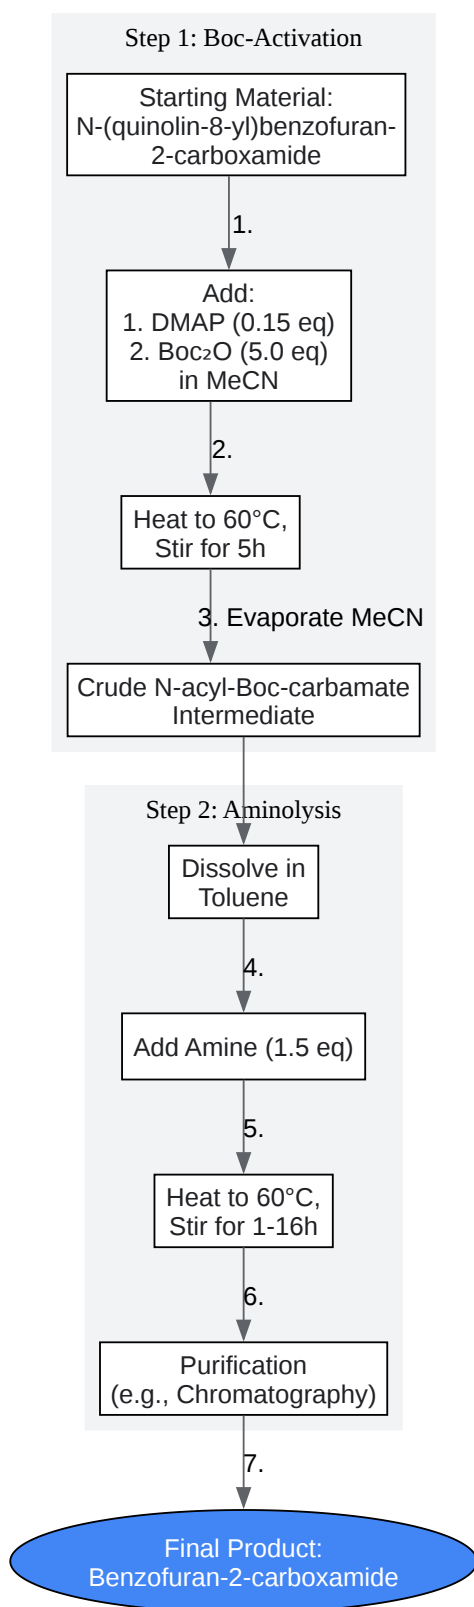 Step 1: Boc-Activation
Starting Material:
N-(quinolin-8-yl)benzofuran-
2-carboxamide
1.
Add:
1. DMAP (0.15 eq)
2. Boc₂O (5.0 eq)
in MeCN
2.
Heat to 60°C,
Stir for 5h
3. Evaporate MeCN
Crude N-acyl-Boc-carbamate
Intermediate
Step 2: Aminolysis
Dissolve in
Toluene
4.
Add Amine (1.5 eq)
5.
Heat to 60°C,
Stir for 1-16h
6.
Purification
(e.g., Chromatography)
7.
Final Product:
Benzofuran-2-carboxamide